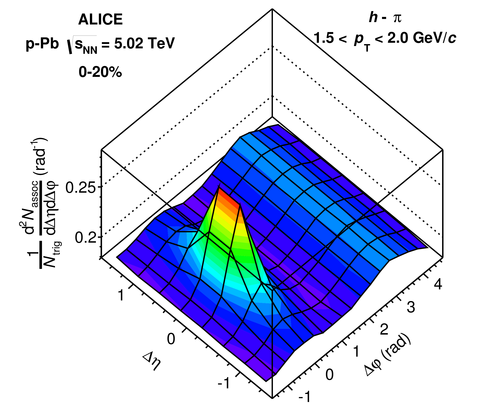 ALICE
p-Pb √sNN = 5.02 TeV
0-20%
h - π
1.5 < pT < 2.0 GeV/c
1/Ntrig d²Nassoc/dΔηdΔφ (rad⁻¹)
0.25
0.2
1
0
-1
Δη
-1
0
1
2
3
4
Δφ (rad)